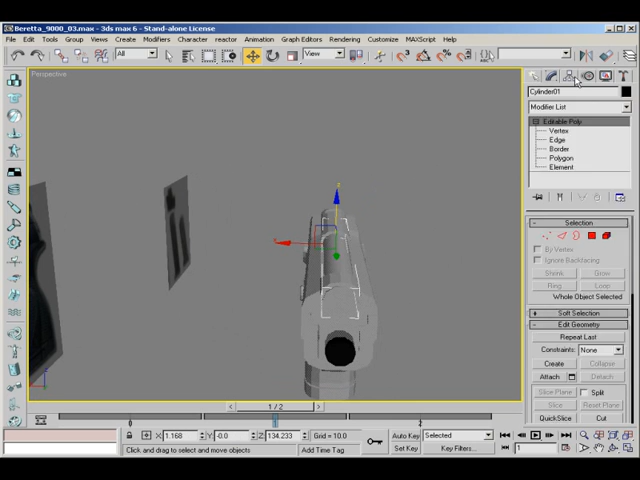 Beretta_9000_03.max - 3ds max 6 - Stand-alone License
File Edit Tools Group Views Create Modifiers Character reactor Animation Graph Editors Rendering Customize MAXScript Help
All View
Perspective
Cylinder01
Modifier List
Editable Poly
Vertex
Edge
Border
Polygon
Element
Selection
By Vertex
Ignore Backfacing
Shrink Grow
Ring Loop
Whole Object Selected
Soft Selection
Edit Geometry
Repeat Last
Constraints: None
Create Collapse
Attach Detach
Slice Plane Split
Slice Reset Plane
QuickSlice Cut
1 / 2
0 1 2
X: 1.168 Y: -0.0 Z: 134.233 Grid = 10.0
Auto Key Selected
Set Key Key Filters...
1
Click and drag to select and move objects Add Time Tag